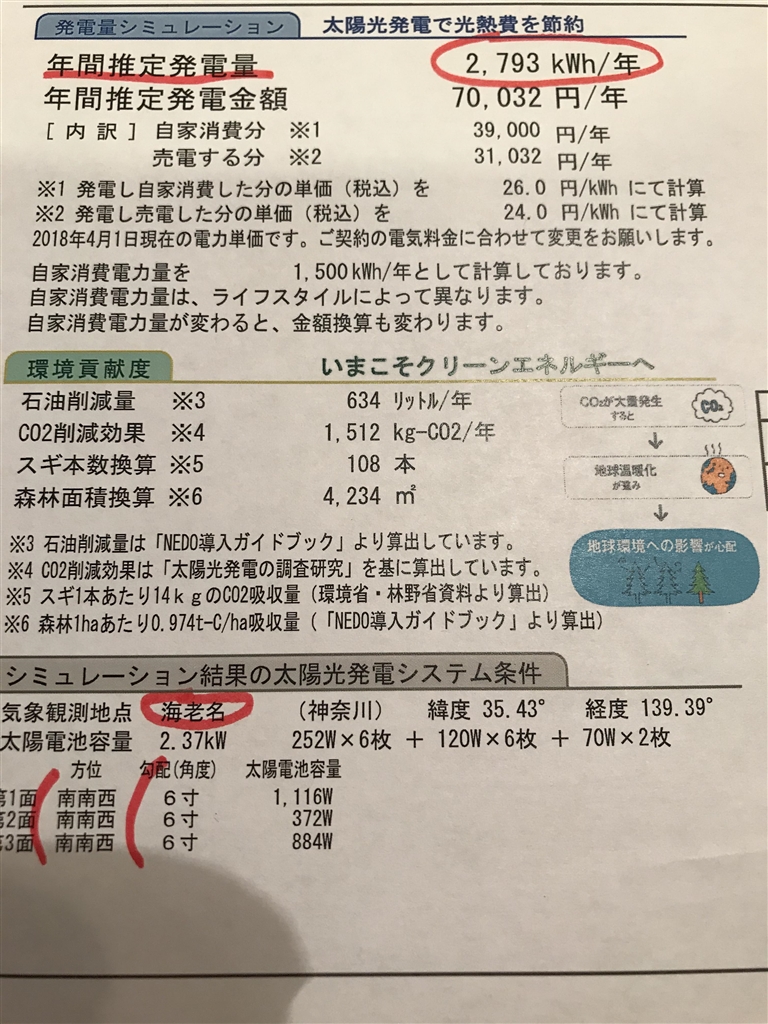 発電量シミュレーション 太陽光発電で光熱費を節約
年間推定発電量 2,793 kWh/年
年間推定発電金額 70,032 円/年
[内訳] 自家消費分 ※1 39,000 円/年
売電する分 ※2 31,032 円/年
※1 発電し自家消費した分の単価(税込)を 26.0 円/kWh にて計算
※2 発電し売電した分の単価(税込)を 24.0 円/kWh にて計算
2018年4月1日現在の電力単価です。ご契約の電気料金に合わせて変更をお願いします。
自家消費電力量を 1,500kWh/年として計算しております。
自家消費電力量は、ライフスタイルによって異なります。
自家消費電力量が変わると、金額換算も変わります。
環境貢献度 いまこそクリーンエネルギーへ
石油削減量 ※3 634 リットル/年
CO2削減効果 ※4 1,512 kg-CO2/年
スギ本数換算 ※5 108 本
森林面積換算 ※6 4,234 ㎡
CO2が大量発生
すると
CO2
地球温暖化
が進み
地球環境への影響が心配
※3 石油削減量は「NEDO導入ガイドブック」より算出しています。
※4 CO2削減効果は「太陽光発電の調査研究」を基に算出しています。
※5 スギ1本あたり14kgのCO2吸収量(環境省・林野省資料より算出)
※6 森林1haあたり0.974t-C/ha吸収量(「NEDO導入ガイドブック」より算出)
シミュレーション結果の太陽光発電システム条件
気象観測地点 海老名 (神奈川) 緯度 35.43° 経度 139.39°
太陽電池容量 2.37kW 252W×6枚 + 120W×6枚 + 70W×2枚
方位 勾配(角度) 太陽電池容量
第1面 南南西 6寸 1,116W
第2面 南南西 6寸 372W
第3面 南南西 6寸 884W